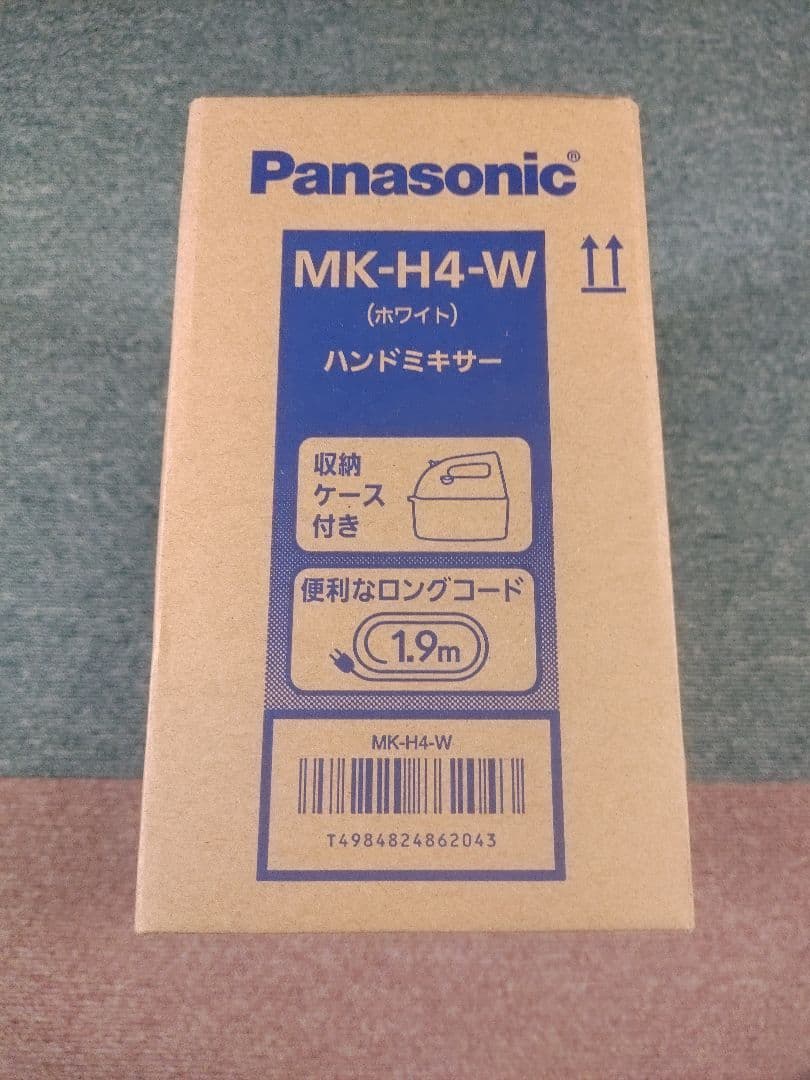 Panasonic®
MK-H4-W
(ホワイト)
ハンドミキサー
収納
ケース
付き
便利なロングコード
1.9m
MK-H4-W
T4984824862043